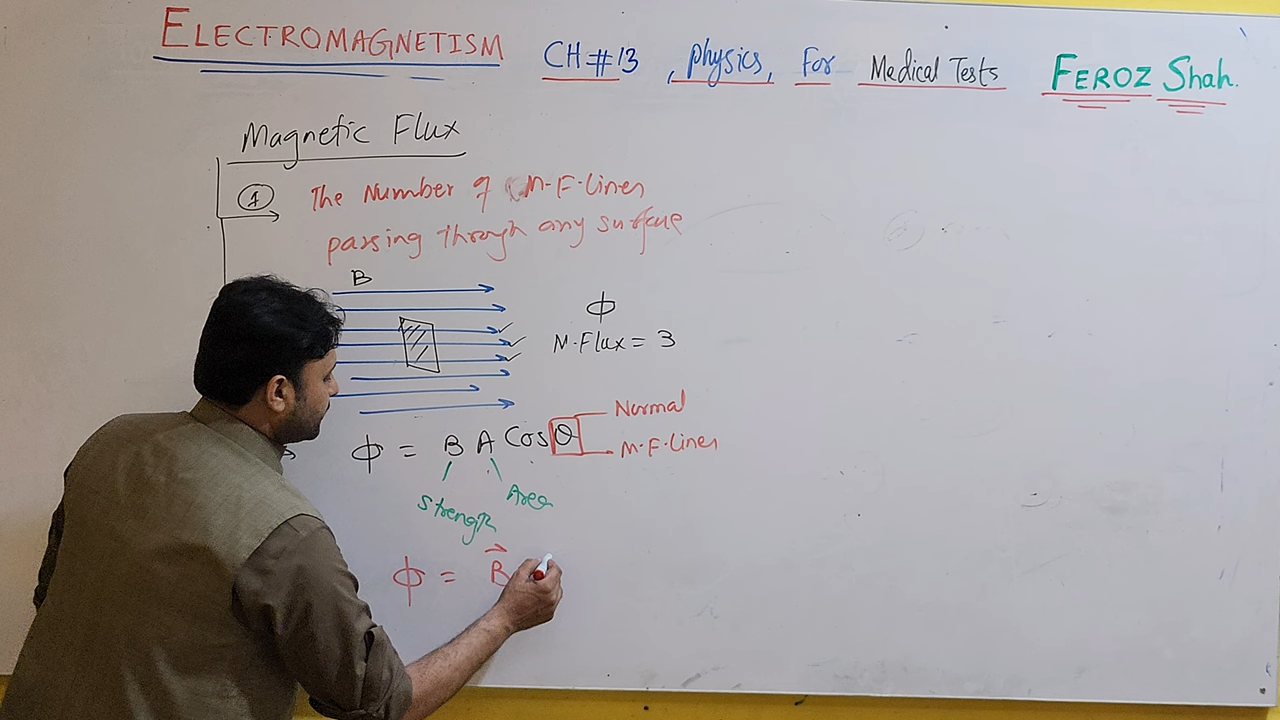 ELECTROMAGNETISM CH#13, physics, For Medical Tests FEROZ Shah.
Magnetic Flux
1 The Number of M.F.Lines
passing through any surface
B
ϕ
M.Flux = 3
Normal
ϕ = B A Cos θ
M.F.Lines
Strength Area
ϕ = B⃗